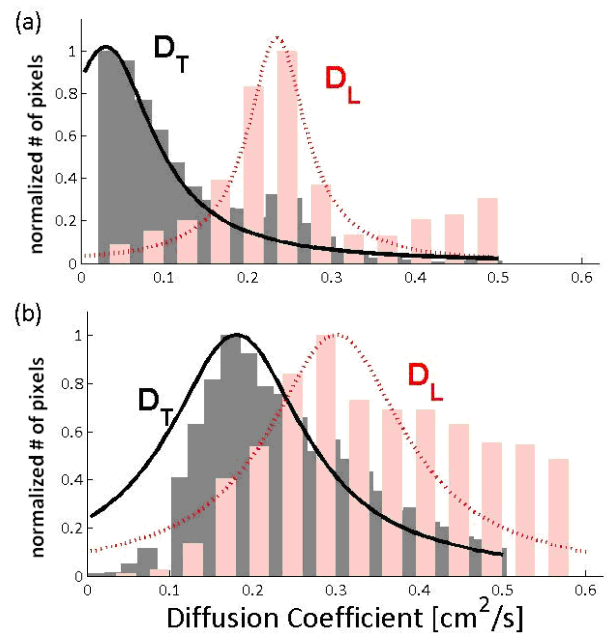 (a)
D_T
D_L
normalized # of pixels
1
0.8
0.6
0.4
0.2
0
0 0.1 0.2 0.3 0.4 0.5 0.6
(b)
D_T
D_L
normalized # of pixels
1
0.8
0.6
0.4
0.2
0
0 0.1 0.2 0.3 0.4 0.5 0.6
Diffusion Coefficient [cm²/s]